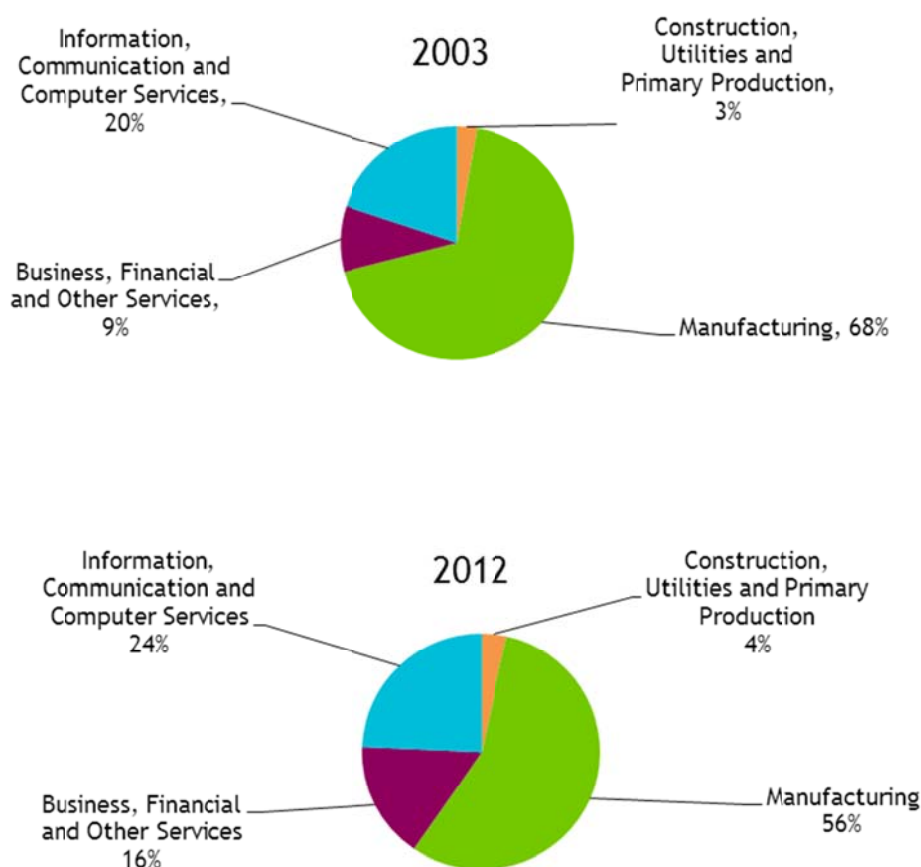 2003
Information,
Communication and
Computer Services,
20%
Construction,
Utilities and
Primary Production,
3%
Business, Financial
and Other Services,
9%
Manufacturing, 68%
2012
Information,
Communication and
Computer Services
24%
Construction,
Utilities and Primary
Production
4%
Business, Financial
and Other Services
16%
Manufacturing
56%